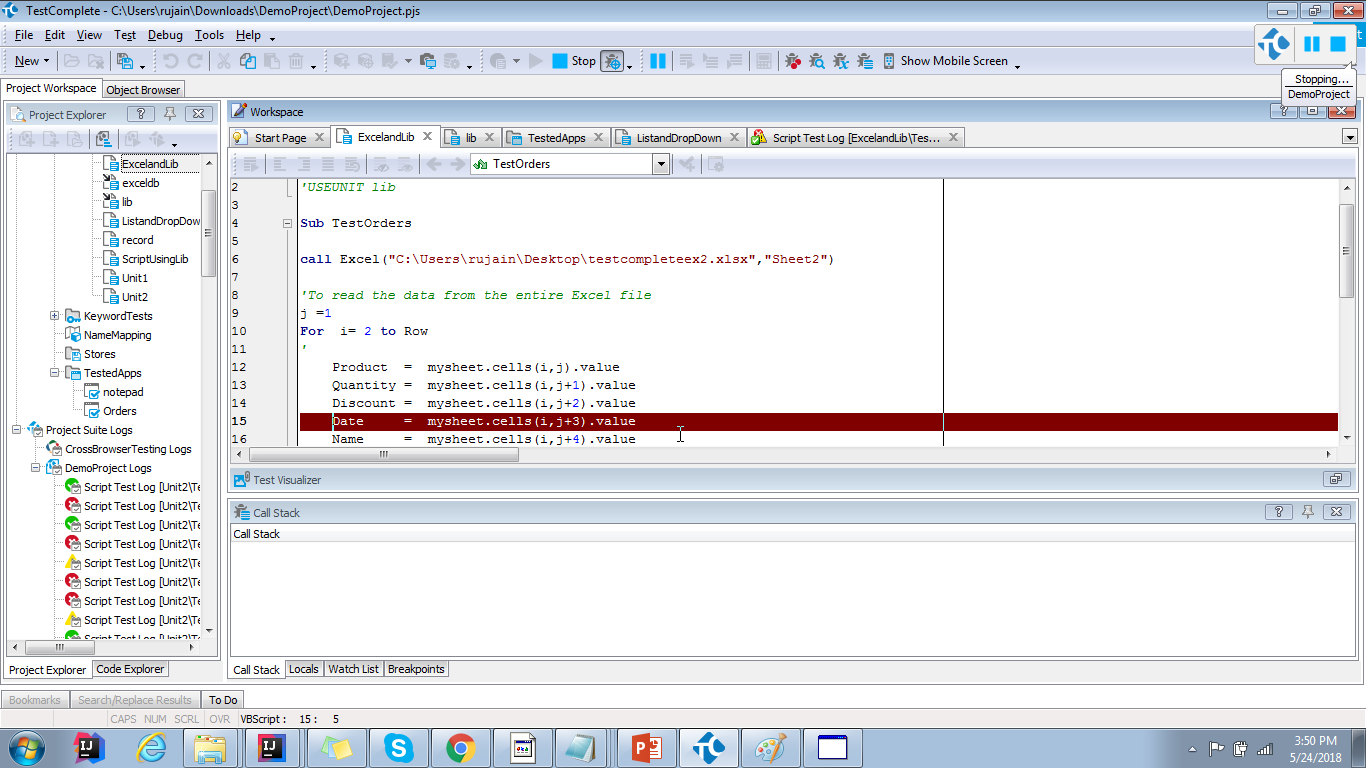 TestComplete - C:\Users\rujain\Downloads\DemoProject\DemoProject.pjs
File Edit View Test Debug Tools Help
New Stop Show Mobile Screen
Stopping...
DemoProject
Project Workspace Object Browser
Project Explorer
Workspace
Start Page ExcelandLib lib TestedApps ListandDropDown Script Test Log [ExcelandLib\Tes...
TestOrders
ExcelandLib
exceldb
lib
ListandDropDow
record
ScriptUsingLib
Unit1
Unit2
KeywordTests
NameMapping
Stores
TestedApps
notepad
Orders
Project Suite Logs
CrossBrowserTesting Logs
DemoProject Logs
Script Test Log [Unit2\Te
Script Test Log [Unit2\Te
Script Test Log [Unit2\Te
Script Test Log [Unit2\Te
Script Test Log [Unit2\Te
Script Test Log [Unit2\Te
Script Test Log [Unit2\Te
Script Test Log [Unit2\Te
Script Test Log [Unit2\Te
Project Explorer Code Explorer
2 'USEUNIT lib
3
4 Sub TestOrders
5
6 call Excel("C:\Users\rujain\Desktop\testcompleteex2.xlsx","Sheet2")
7
8 'To read the data from the entire Excel file
9 j =1
10 For i= 2 to Row
11 '
12 Product = mysheet.cells(i,j).value
13 Quantity = mysheet.cells(i,j+1).value
14 Discount = mysheet.cells(i,j+2).value
15 Date = mysheet.cells(i,j+3).value
16 Name = mysheet.cells(i,j+4).value
Test Visualizer
Call Stack
Call Stack
Call Stack Locals Watch List Breakpoints
Bookmarks Search/Replace Results To Do
CAPS NUM SCRL OVR VBScript : 15 : 5
3:50 PM
5/24/2018